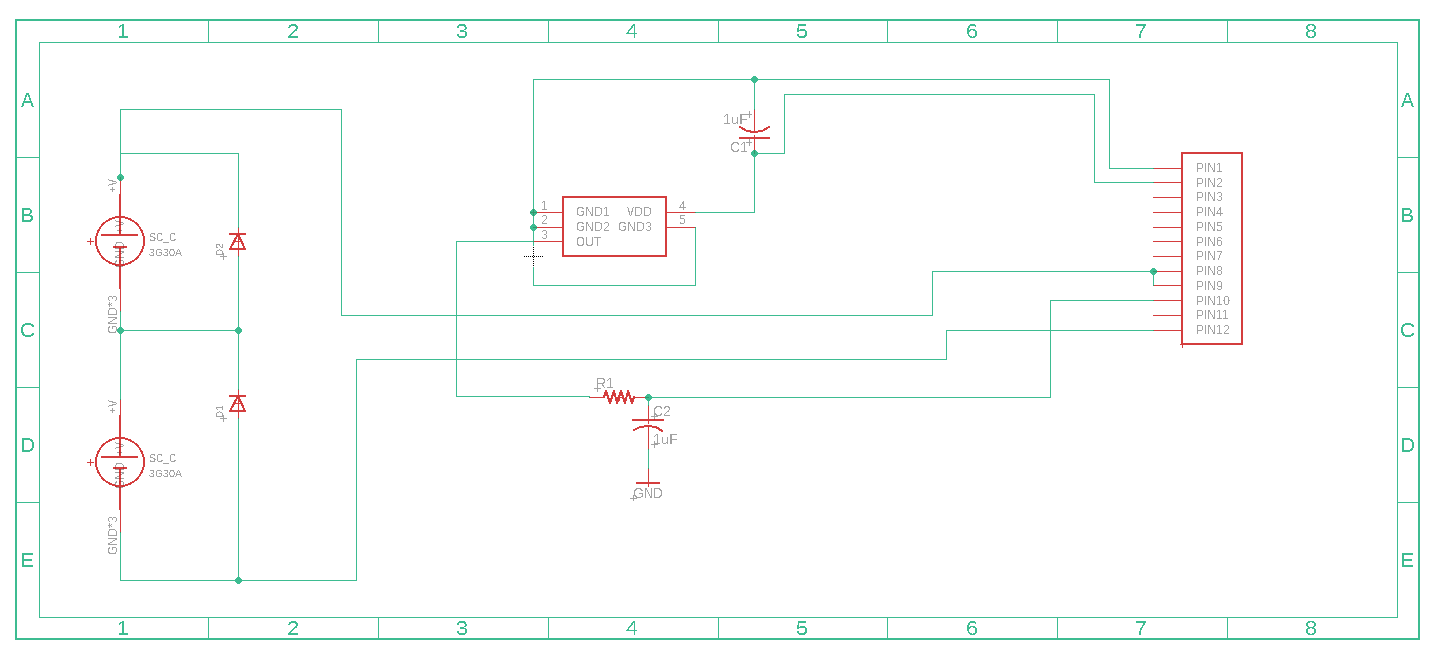 1 2 3 4 5 6 7 8
A A
1uF
C1
+V
B B
+V
GND
SC_C
3G30A
D2
1 GND1 VDD 4
2 GND2 GND3 5
3 OUT
PIN1
PIN2
PIN3
PIN4
PIN5
PIN6
PIN7
PIN8
PIN9
PIN10
PIN11
PIN12
GND*3
C C
R1
C2
1uF
GND
+V
D1
D D
+V
GND
SC_C
3G30A
GND*3
E E
1 2 3 4 5 6 7 8